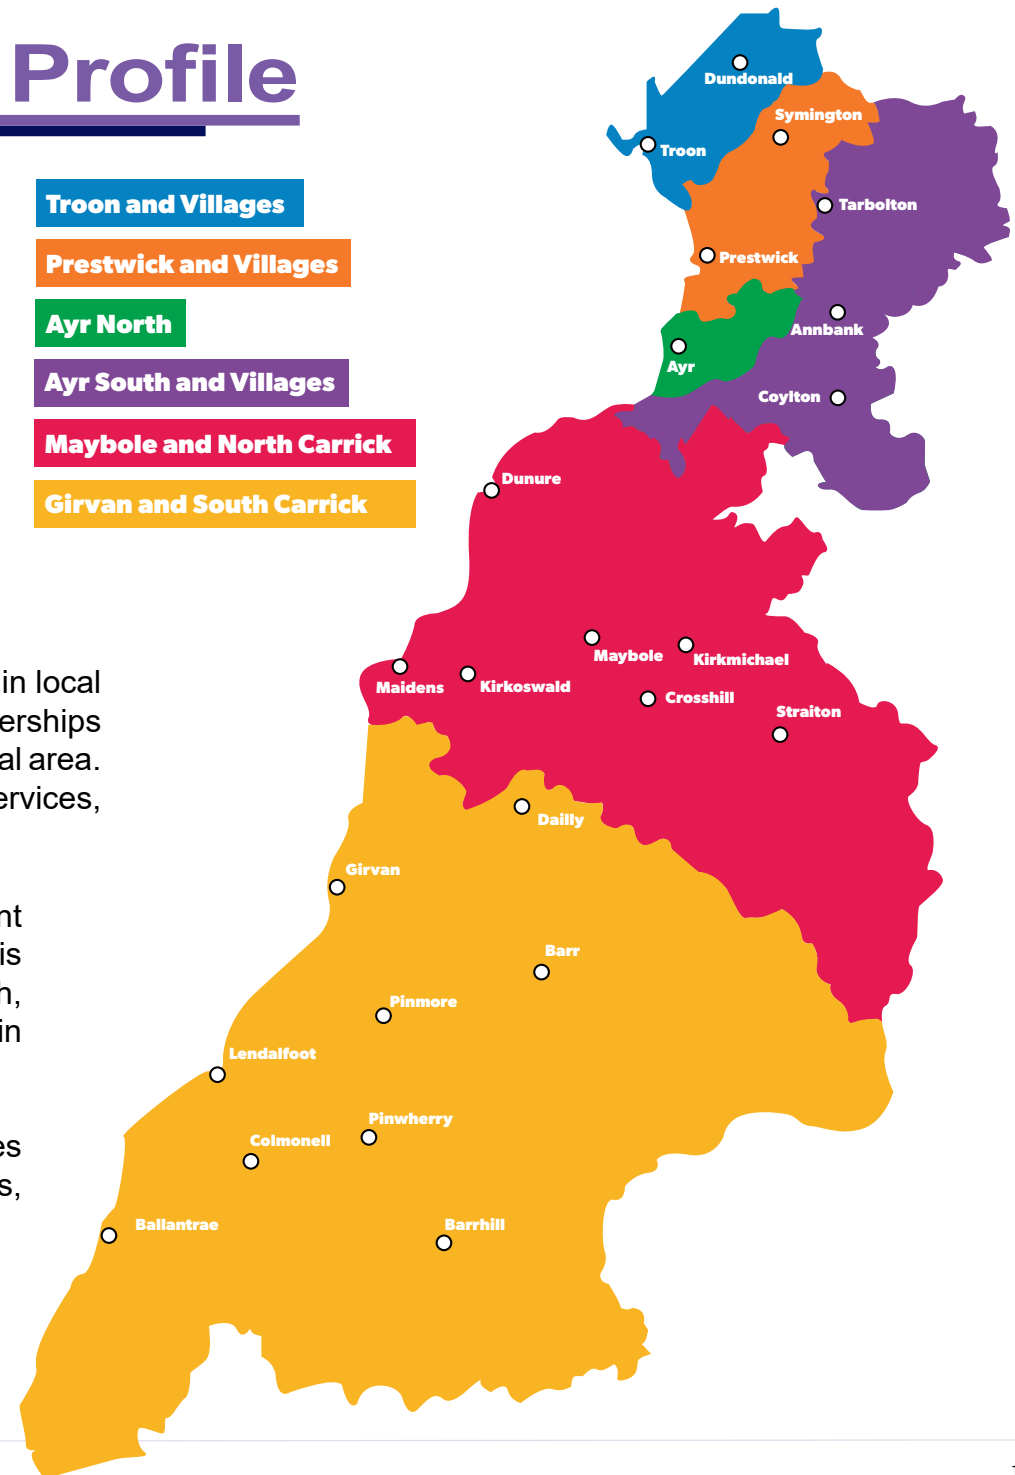 Profile
Troon and Villages
Prestwick and Villages
Ayr North
Ayr South and Villages
Maybole and North Carrick
Girvan and South Carrick
in local
erships
al area.
ervices,
nt
is
h,
in
es
s,
Dundonald
Symington
Troon
Tarbolton
Prestwick
Annbank
Ayr
Coylton
Dunure
Maybole
Kirkmichael
Maidens
Kirkoswald
Crosshill
Straiton
Dailly
Girvan
Barr
Pinmore
Lendalfoot
Pinwherry
Colmonell
Ballantrae
Barrhill